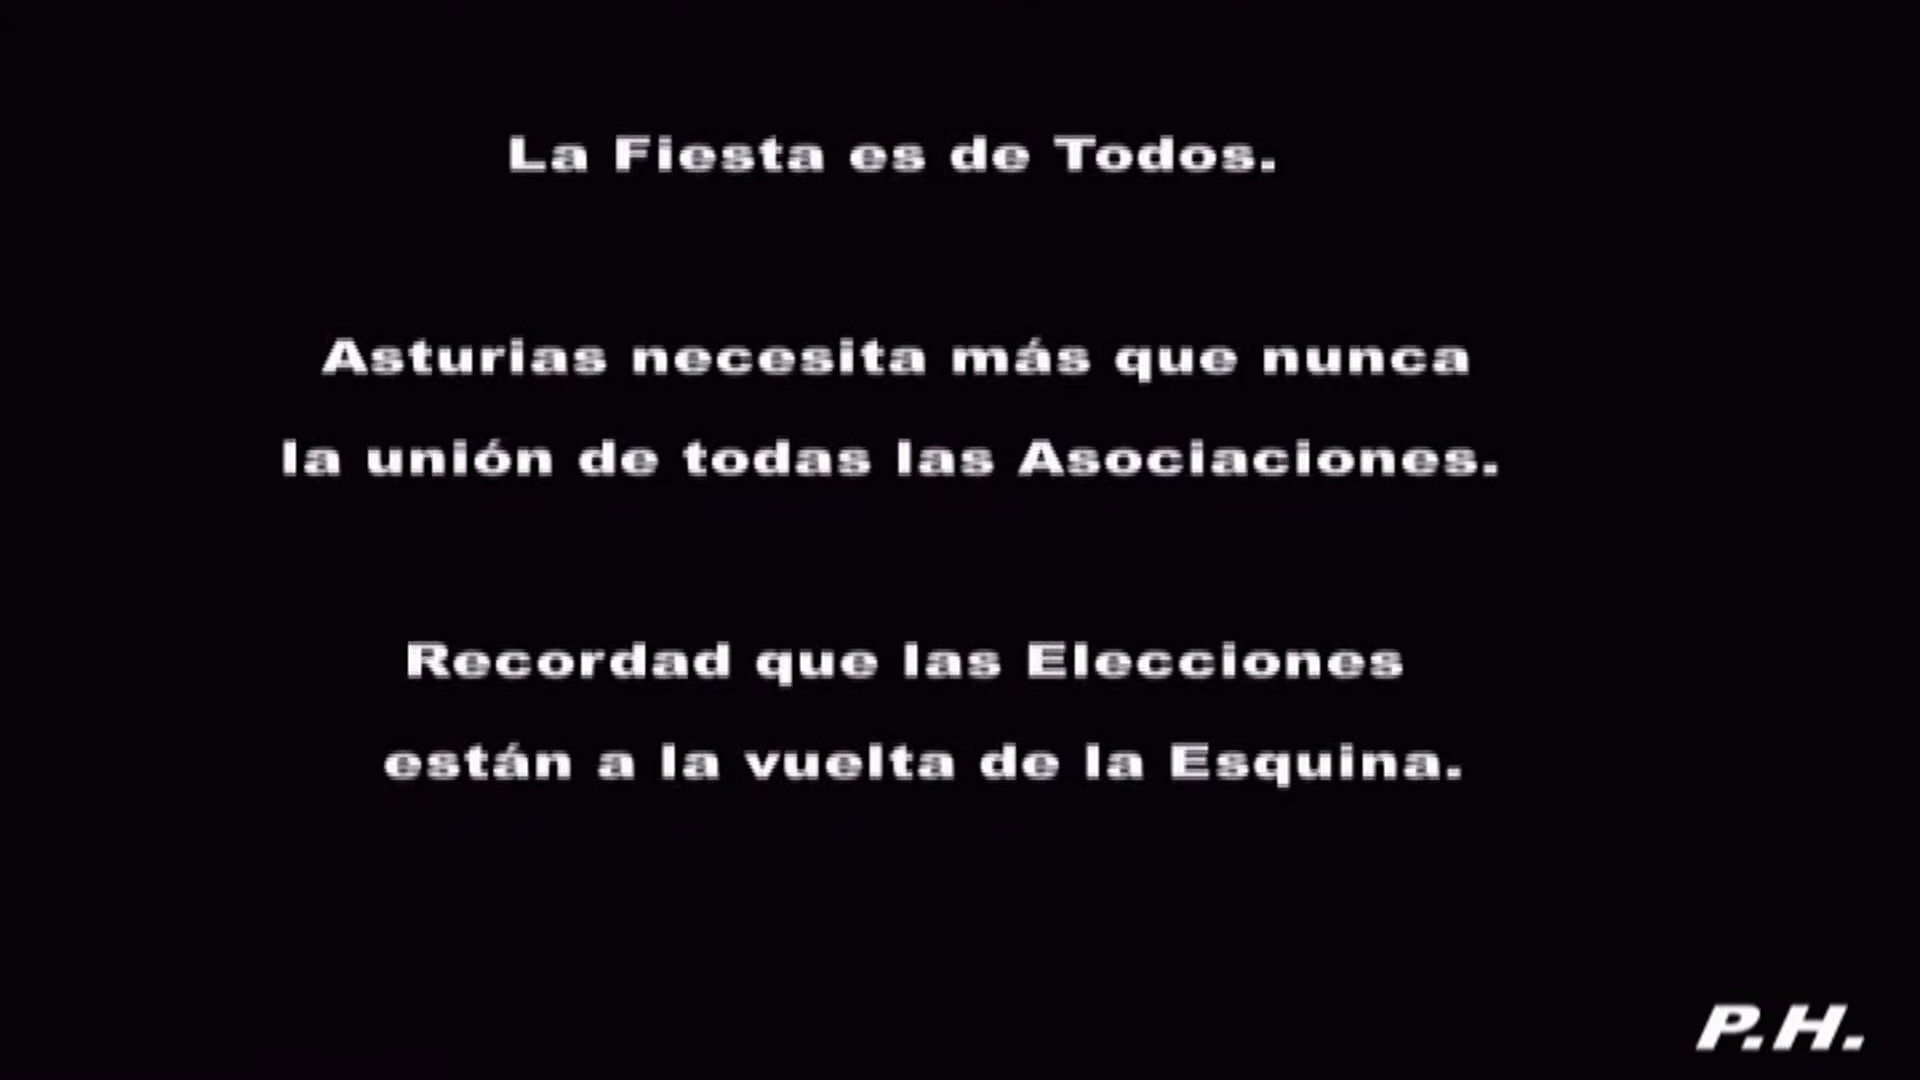 La Fiesta es de Todos.
Asturias necesita más que nunca
la unión de todas las Asociaciones.
Recordad que las Elecciones
están a la vuelta de la Esquina.
P.H.